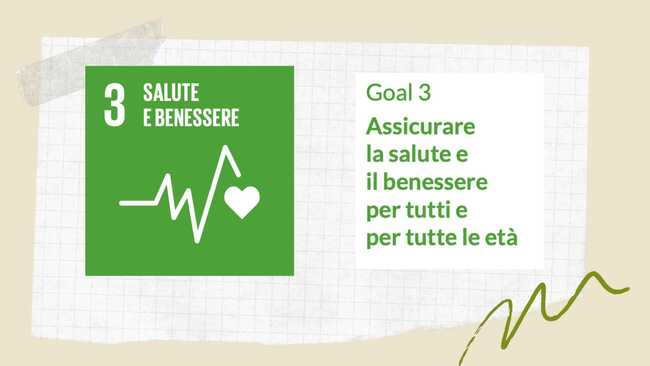 3
SALUTE
E BENESSERE
Goal 3
Assicurare
la salute e
il benessere
per tutti e
per tutte le età